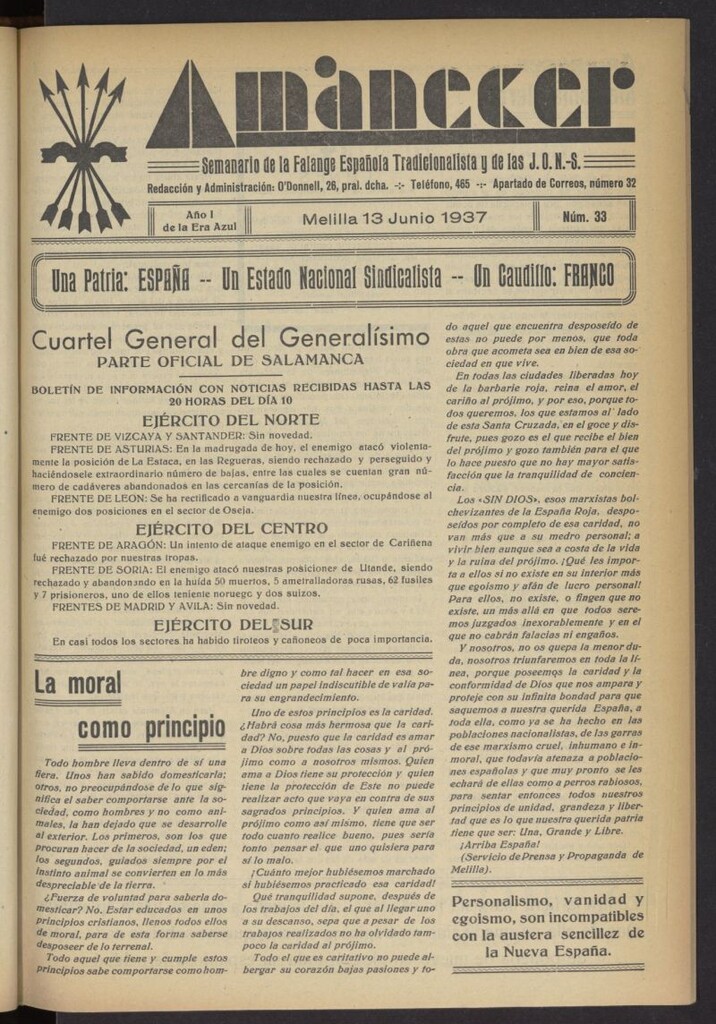 Amanecer
Semanario de la Falange Española Tradicionalista y de las J. O. N.-S.
Redacción y Administración: O'Donnell, 26, pral. dcha. -:- Teléfono, 465 -:- Apartado de Correos, número 32
Año I
de la Era Azul
Melilla 13 Junio 1937
Núm. 33
Una Patria: ESPAÑA -- Un Estado Nacional Sindicalista -- Un Caudillo: FRANCO
Cuartel General del Generalísimo
PARTE OFICIAL DE SALAMANCA
BOLETÍN DE INFORMACIÓN CON NOTICIAS RECIBIDAS HASTA LAS
20 HORAS DEL DÍA 10
EJÉRCITO DEL NORTE
FRENTE DE VIZCAYA Y SANTANDER: Sin novedad.
FRENTE DE ASTURIAS: En la madrugada de hoy, el enemigo atacó violenta-
mente la posición de La Estaca, en las Regueras, siendo rechazado y perseguido y
haciéndosele extraordinario número de bajas, entre las cuales se cuentan gran nú-
mero de cadáveres abandonados en las cercanías de la posición.
FRENTE DE LEON: Se ha rectificado a vanguardia nuestra línea, ocupándose al
enemigo dos posiciones en el sector de Oseja.
EJÉRCITO DEL CENTRO
FRENTE DE ARAGÓN: Un intento de ataque enemigo en el sector de Cariñena
fué rechazado por nuestras tropas.
FRENTE DE SORIA: El enemigo atacó nuestras posicioner de Utande, siendo
rechazado y abandonando en la huída 50 muertos, 5 ametralladoras rusas, 62 fusiles
y 7 prisioneros, uno de ellos teniente noruego y dos suizos.
FRENTES DE MADRID Y AVILA: Sin novedad.
EJÉRCITO DEL SUR
En casi todos los sectores ha habido tiroteos y cañoneos de poca importancia.
La moral
como principio
Todo hombre lleva dentro de sí una
fiera. Unos han sabido domesticarla;
otros, no preocupándose de lo que sig-
nifica el saber comportarse ante la so-
ciedad, como hombres y no como ani-
males, la han dejado que se desarrolle
al exterior. Los primeros, son los que
procuran hacer de la sociedad, un eden;
los segundos, guiados siempre por el
instinto animal se convierten en lo más
despreciable de la tierra.
¿Fuerza de voluntad para saberla do-
mesticar? No. Estar educados en unos
principios cristianos, llenos todos ellos
de moral, para de esta forma saberse
desposeer de lo terrenal.
Todo aquel que tiene y cumple estos
principios sabe comportarse como hom-
bre digno y como tal hacer en esa so-
ciedad un papel indiscutible de valía pa-
ra su engrandecimiento.
Uno de estos principios es la caridad.
¿Habrá cosa más hermosa que la cari-
dad? No, puesto que la caridad es amar
a Dios sobre todas las cosas y al pró-
jimo como a nosotros mismos. Quien
ama a Dios tiene su protección y quien
tiene la protección de Este no puede
realizar acto que vaya en contra de sus
sagrados principios. Y quien ama al
prójimo como así mismo, tiene que ser
todo cuanto realice bueno, pues sería
tonto pensar el que uno quisiera para
sí lo malo.
¡Cuánto mejor hubiésemos marchado
si hubiésemos practicado esa caridad!
Qué tranquilidad supone, después de
los trabajos del día, el que al llegar uno
a su descanso, sepa que a pesar de los
trabajos realizados no ha olvidado tam-
poco la caridad al prójimo.
Todo el que es caritativo no puede al-
bergar su corazón bajas pasiones y to-
do aquel que encuentra desposeído de
estas no puede por menos, que toda
obra que acometa sea en bien de esa so-
ciedad en que vive.
En todas las ciudades liberadas hoy
de la barbarie roja, reina el amor, el
cariño al prójimo, y por eso, porque to-
dos queremos, los que estamos al lado
de esta Santa Cruzada, en el goce y dis-
frute, pues gozo es el que recibe el bien
del prójimo y gozo también para el que
lo hace puesto que no hay mayor satis-
facción que la tranquilidad de concien-
cia.
Los «SIN DIOS», esos marxistas bol-
chevizantes de la España Roja, despo-
seídos por completo de esa caridad, no
van más que a su medro personal; a
vivir bien aunque sea a costa de la vida
y la ruina del prójimo. ¡Qué les impor-
ta a ellos si no existe en su interior más
que egoismo y afán de lucro personal!
Para ellos, no existe, o fingen que no
existe, un más allá en que todos sere-
mos juzgados inexorablemente y en el
que no cabrán falacias ni engaños.
Y nosotros, no os quepa la menor du-
da, nosotros triunfaremos en toda la lí-
nea, porque poseemos la caridad y la
conformidad de Dios que nos ampara y
proteje con su infinita bondad para que
saquemos a nuestra querida España, a
toda ella, como ya se ha hecho en las
poblaciones nacionalistas, de las garras
de ese marxismo cruel, inhumano e in-
moral, que todavía atenaza a poblacio-
nes españolas y que muy pronto se les
echará de ellas como a perros rabiosos,
para sentar entonces todos nuestros
principios de unidad, grandeza y liber-
tad que es lo que nuestra querida patria
tiene que ser: Una, Grande y Libre.
¡Arriba España!
(Servicio de Prensa y Propaganda de
Melilla).
Personalismo, vanidad y
egoismo, son incompatibles
con la austera sencillez de
la Nueva España.